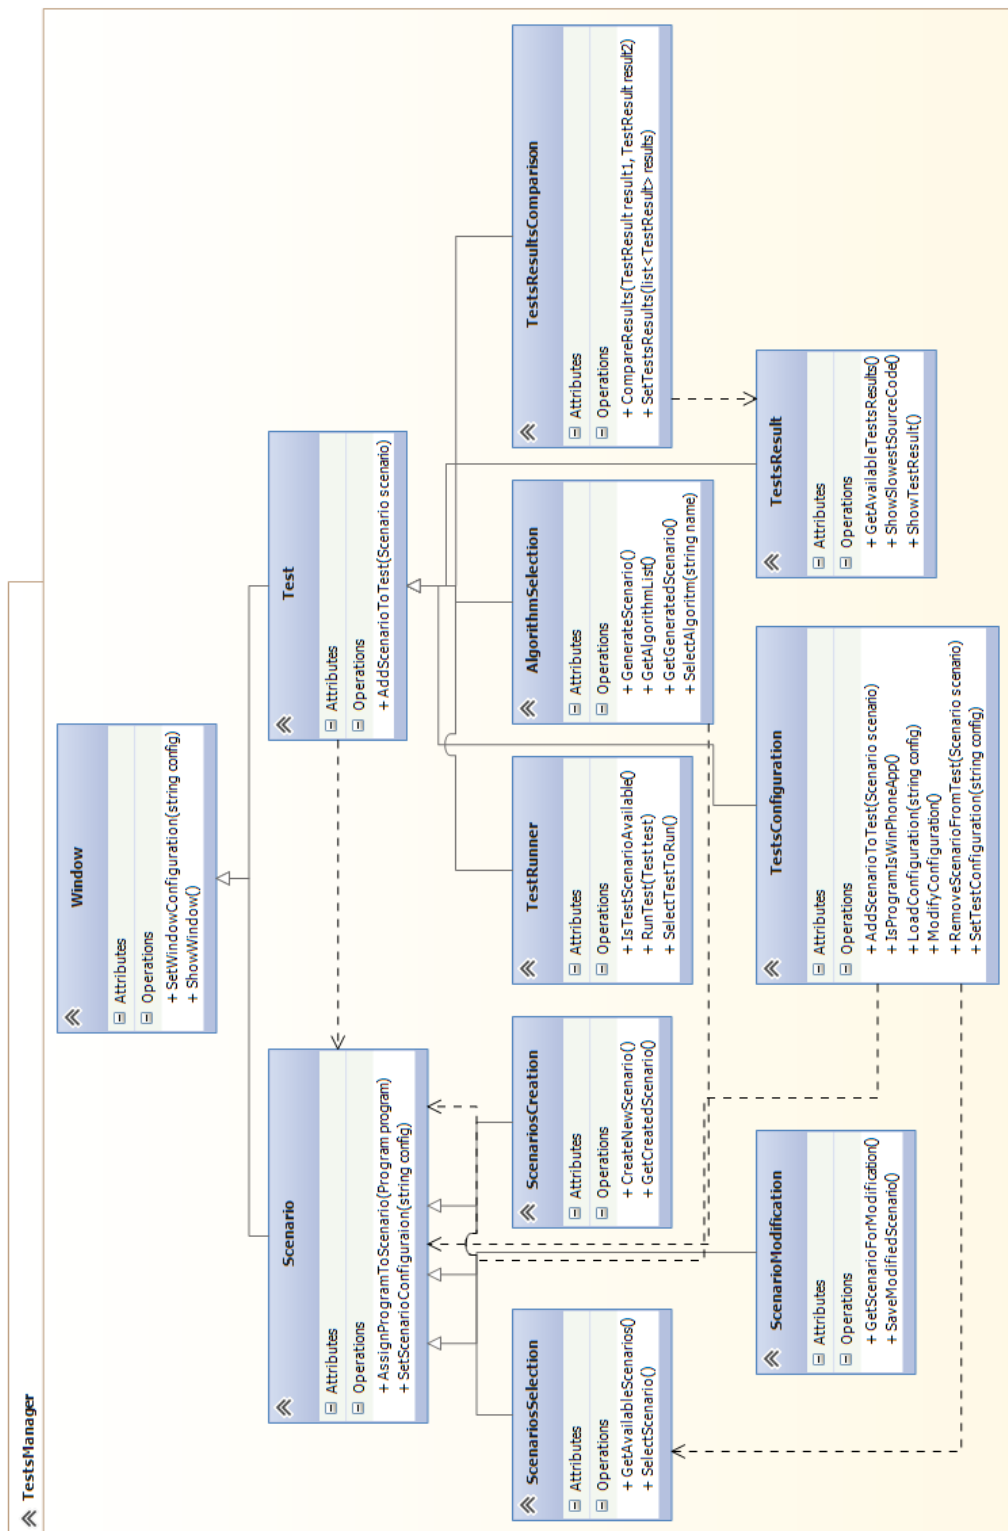 TestsManager
Window
Attributes
Operations
+ SetWindowConfiguration(string config)
+ ShowWindow()
Scenario
Attributes
Operations
+ AssignProgramToScenario(Program program)
+ SetScenarioConfiguraion(string config)
Test
Attributes
Operations
+ AddScenarioToTest(Scenario scenario)
ScenariosSelection
Attributes
Operations
+ GetAvailableScenarios()
+ SelectScenario()
ScenariosCreation
Attributes
Operations
+ CreateNewScenario()
+ GetCreatedScenario()
TestRunner
Attributes
Operations
+ IsTestScenarioAvailable()
+ RunTest(Test test)
+ SelectTestToRun()
AlgorithmSelection
Attributes
Operations
+ GenerateScenario()
+ GetAlgorithmList()
+ GetGeneratedScenario()
+ SelectAlgoritm(string name)
TestsResultsComparison
Attributes
Operations
+ CompareResults(TestResult result1, TestResult result2)
+ SetTestsResults(list<TestResult> results)
ScenarioModification
Attributes
Operations
+ GetScenarioForModification()
+ SaveModifiedScenario()
TestsConfiguration
Attributes
Operations
+ AddScenarioToTest(Scenario scenario)
+ IsProgramIsWinPhoneApp()
+ LoadConfiguration(string config)
+ ModifyConfiguration()
+ RemoveScenarioFromTest(Scenario scenario)
+ SetTestConfiguration(string config)
TestsResult
Attributes
Operations
+ GetAvailableTestsResults()
+ ShowSlowestSourceCode()
+ ShowTestResult()